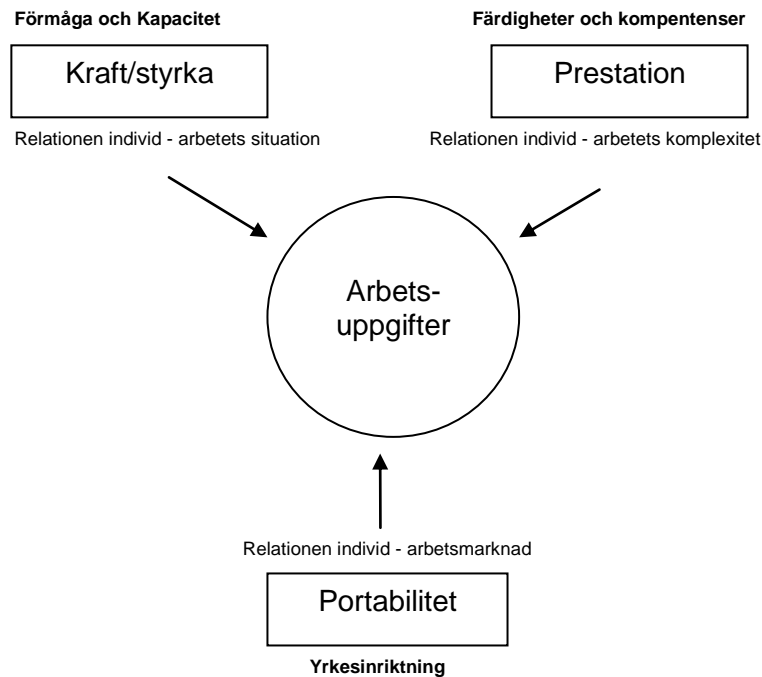 Förmåga och Kapacitet
Färdigheter och kompentenser
Kraft/styrka
Prestation
Relationen individ - arbetets situation
Relationen individ - arbetets komplexitet
Arbets-
uppgifter
Relationen individ - arbetsmarknad
Portabilitet
Yrkesinriktning